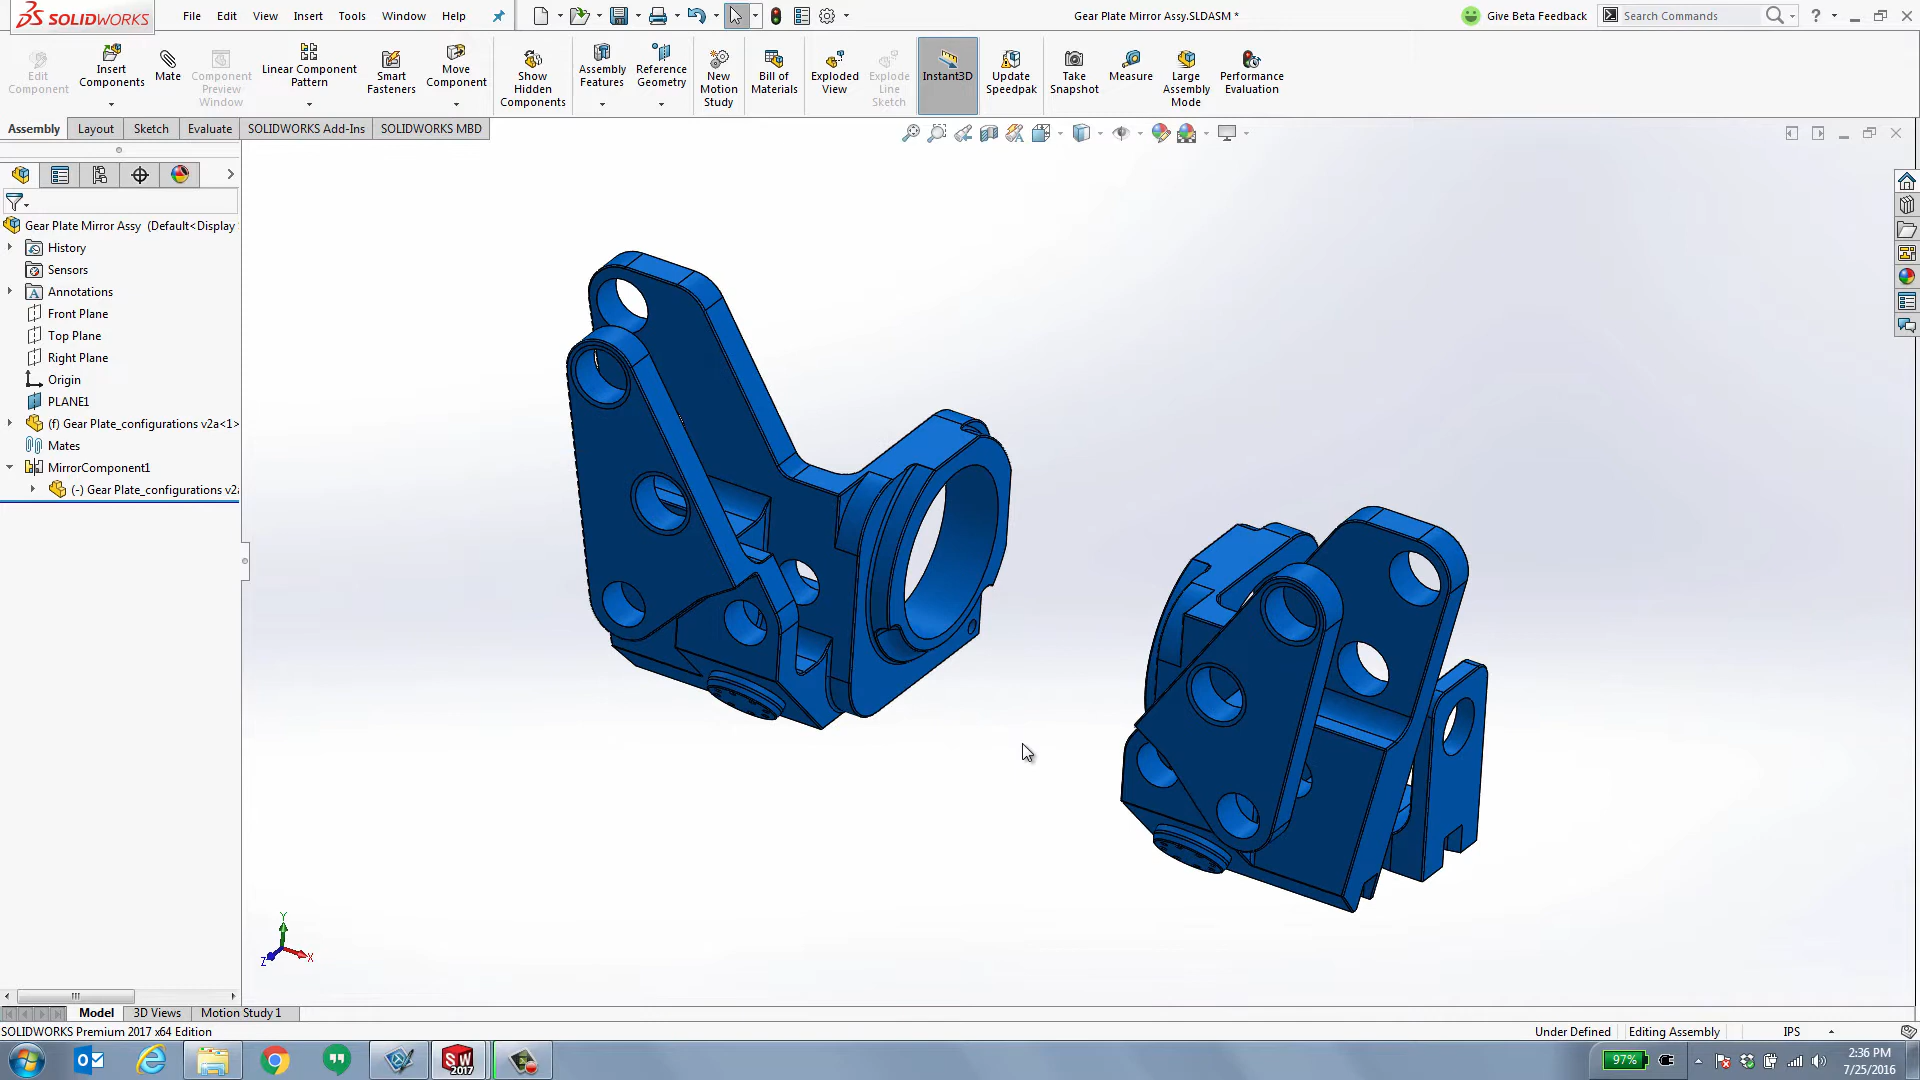 SOLIDWORKS File Edit View Insert Tools Window Help Gear Plate Mirror Assy.SLDASM * Give Beta Feedback Search Commands ?
Edit Component
Insert Components
Mate
Component Preview Window
Linear Component Pattern
Smart Fasteners
Move Component
Show Hidden Components
Assembly Features
Reference Geometry
New Motion Study
Bill of Materials
Exploded View
Explode Line Sketch
Instant3D
Update Speedpak
Take Snapshot
Measure
Large Assembly Mode
Performance Evaluation
Assembly Layout Sketch Evaluate SOLIDWORKS Add-Ins SOLIDWORKS MBD
Gear Plate Mirror Assy (Default<Display
History
Sensors
A Annotations
Front Plane
Top Plane
Right Plane
Origin
PLANE1
(f) Gear Plate_configurations v2a<1>
Mates
MirrorComponent1
(-) Gear Plate_configurations v2a
Y
Z X
Model 3D Views Motion Study 1
SOLIDWORKS Premium 2017 x64 Edition Under Defined Editing Assembly IPS
SW 2017
97%
2:36 PM
7/25/2016